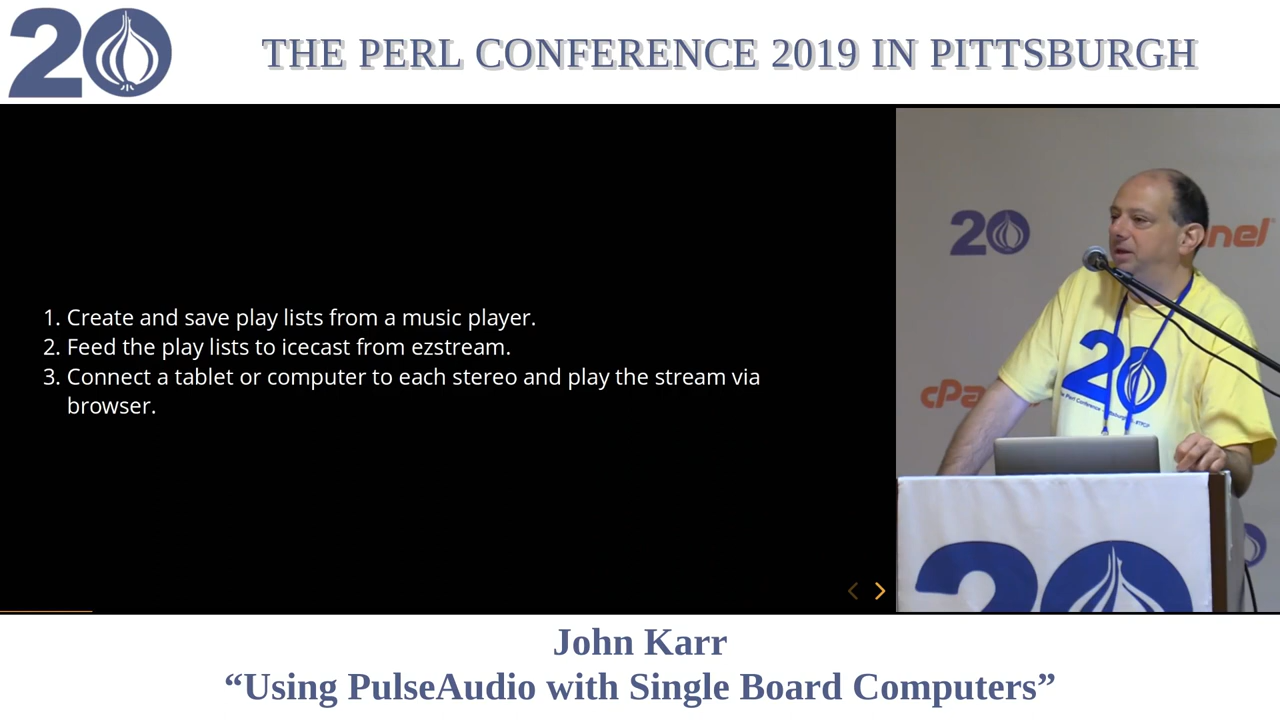 20
THE PERL CONFERENCE 2019 IN PITTSBURGH
1. Create and save play lists from a music player.
2. Feed the play lists to icecast from ezstream.
3. Connect a tablet or computer to each stereo and play the stream via
browser.
20
nel
cPa
20
20
John Karr
“Using PulseAudio with Single Board Computers”